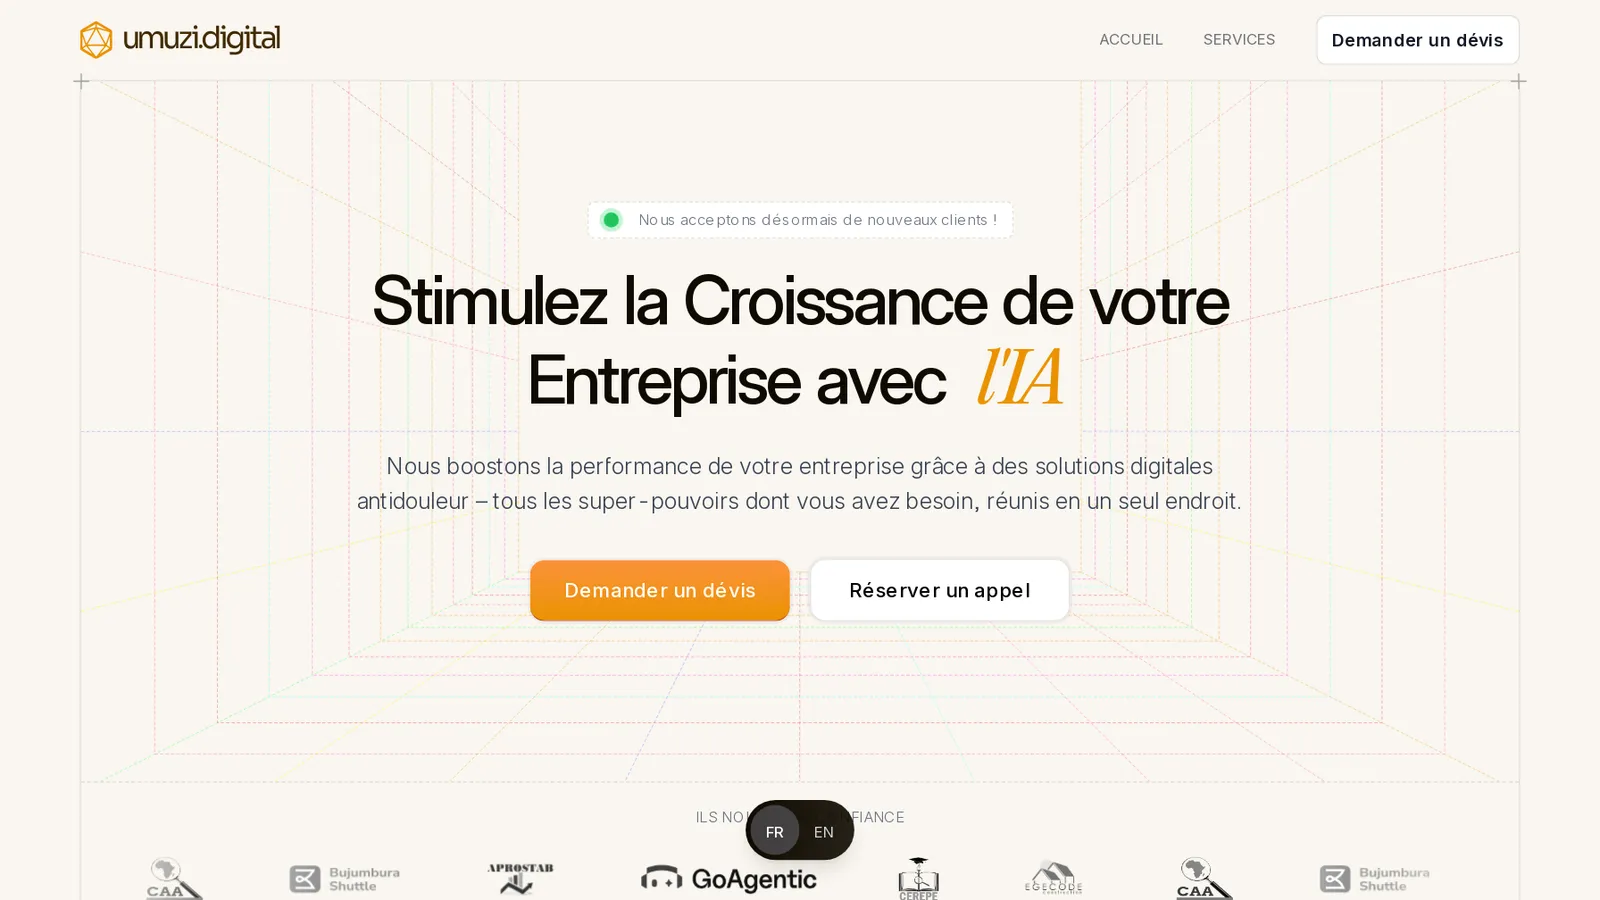 umuzi.digital
ACCUEIL
SERVICES
Demander un dévis
Nous acceptons désormais de nouveaux clients !
Stimulez la Croissance de votre
Entreprise avec l'IA
Nous boostons la performance de votre entreprise grâce à des solutions digitales
antidouleur – tous les super-pouvoirs dont vous avez besoin, réunis en un seul endroit.
Demander un dévis
Réserver un appel
ILS
FR
EN
CAA
Bujumbura
Shuttle
APROSTAB
GoAgentic
CEREPE
EGECODE
CAA
Bujumbura
Shuttle